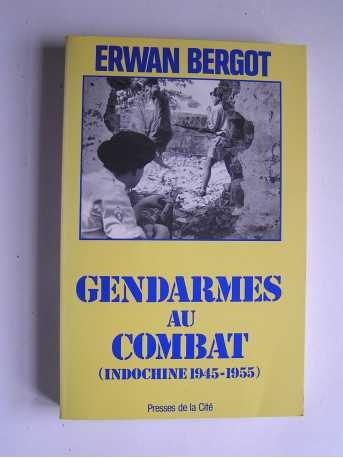 ERWAN BERGOT
GENDARMES
AU
COMBAT
(INDOCHINE 1945-1955)
Presses de la Cité